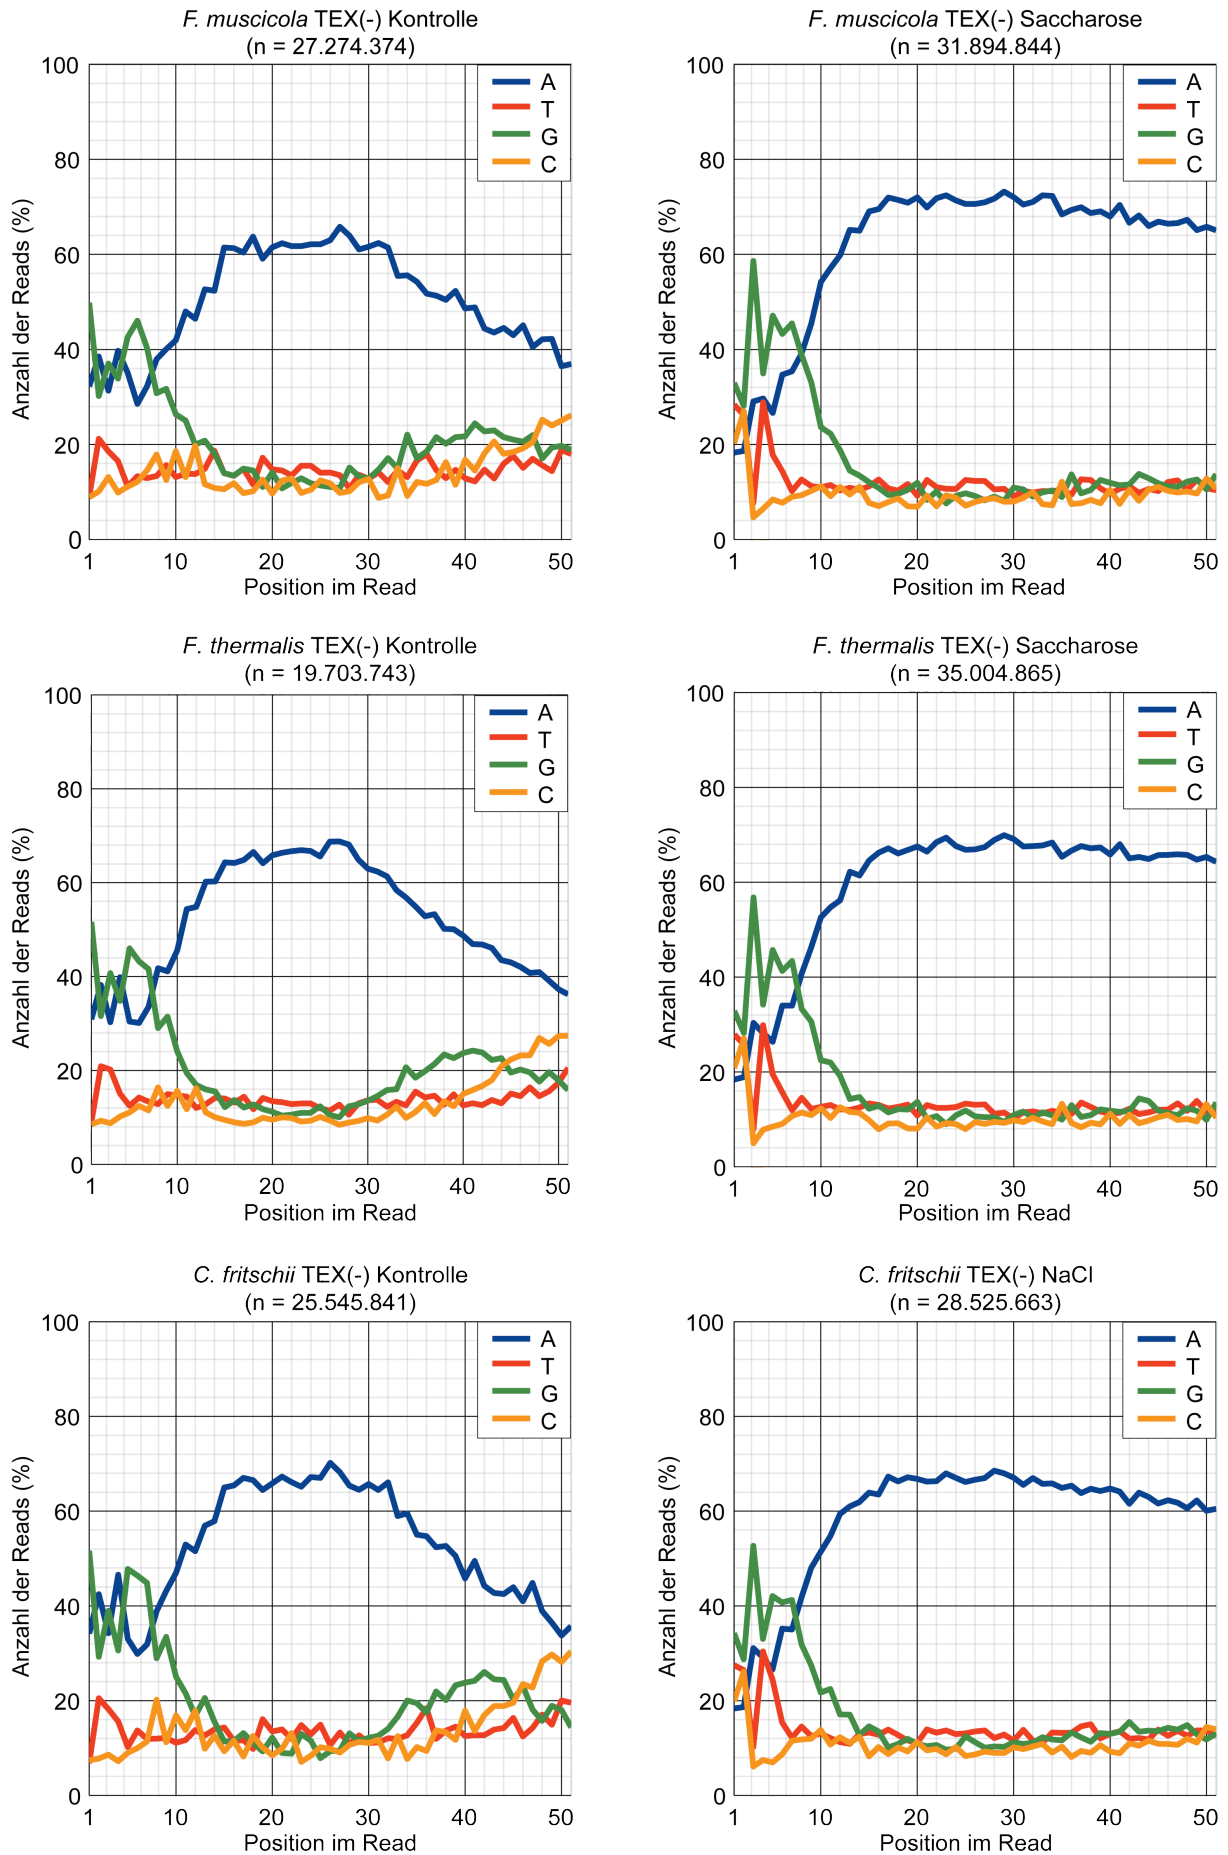 F. muscicola TEX(-) Kontrolle
(n = 27.274.374)
100
80
60
40
20
0
Anzahl der Reads (%)
A
T
G
C
1 10 20 30 40 50
Position im Read
F. muscicola TEX(-) Saccharose
(n = 31.894.844)
100
80
60
40
20
0
Anzahl der Reads (%)
A
T
G
C
1 10 20 30 40 50
Position im Read
F. thermalis TEX(-) Kontrolle
(n = 19.703.743)
100
80
60
40
20
0
Anzahl der Reads (%)
A
T
G
C
1 10 20 30 40 50
Position im Read
F. thermalis TEX(-) Saccharose
(n = 35.004.865)
100
80
60
40
20
0
Anzahl der Reads (%)
A
T
G
C
1 10 20 30 40 50
Position im Read
C. fritschii TEX(-) Kontrolle
(n = 25.545.841)
100
80
60
40
20
0
Anzahl der Reads (%)
A
T
G
C
1 10 20 30 40 50
Position im Read
C. fritschii TEX(-) NaCl
(n = 28.525.663)
100
80
60
40
20
0
Anzahl der Reads (%)
A
T
G
C
1 10 20 30 40 50
Position im Read